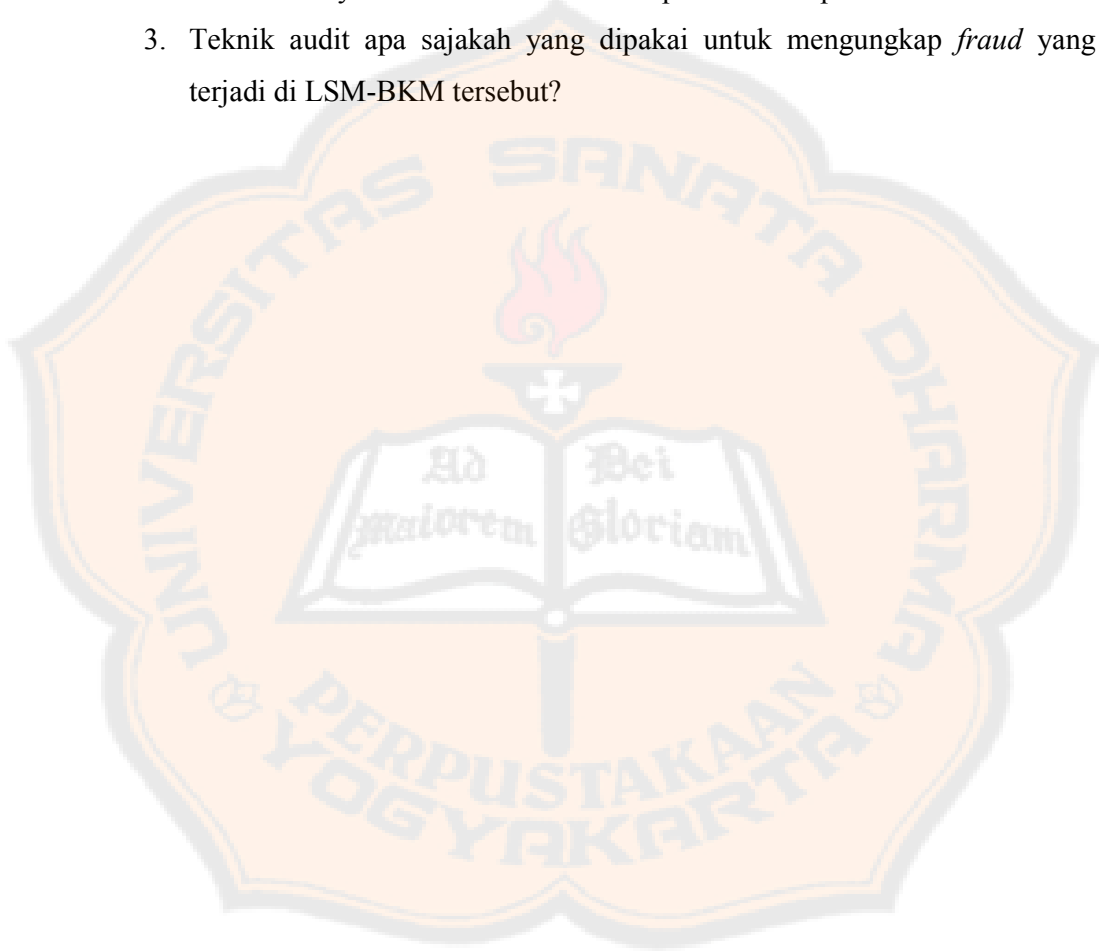 3. Teknik audit apa sajakah yang dipakai untuk mengungkap fraud yang
terjadi di LSM-BKM tersebut?
UNIVERSITAS SANATA DHARMA
Ad Dei
Maiorem Gloriam
PERPUSTAKAAN
YOGYAKARTA